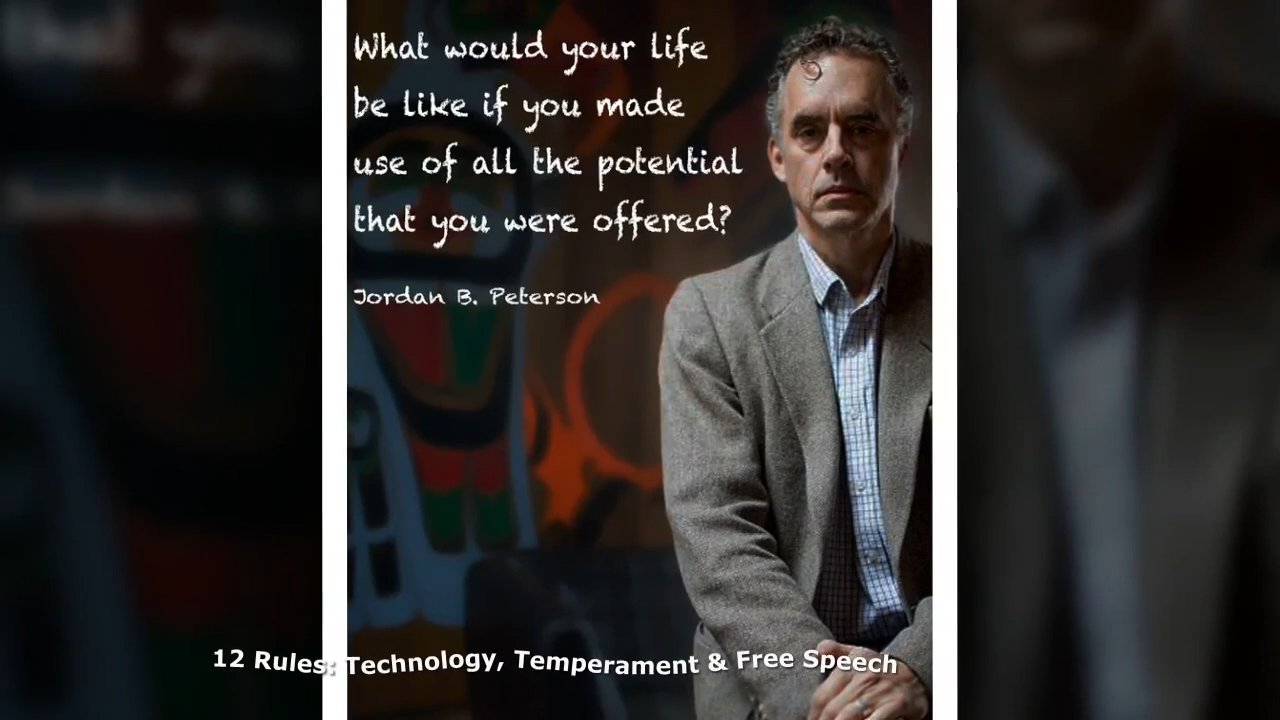 What would your life
be like if you made
use of all the potential
that you were offered?
Jordan B. Peterson
12 Rules: Technology, Temperament & Free Speech